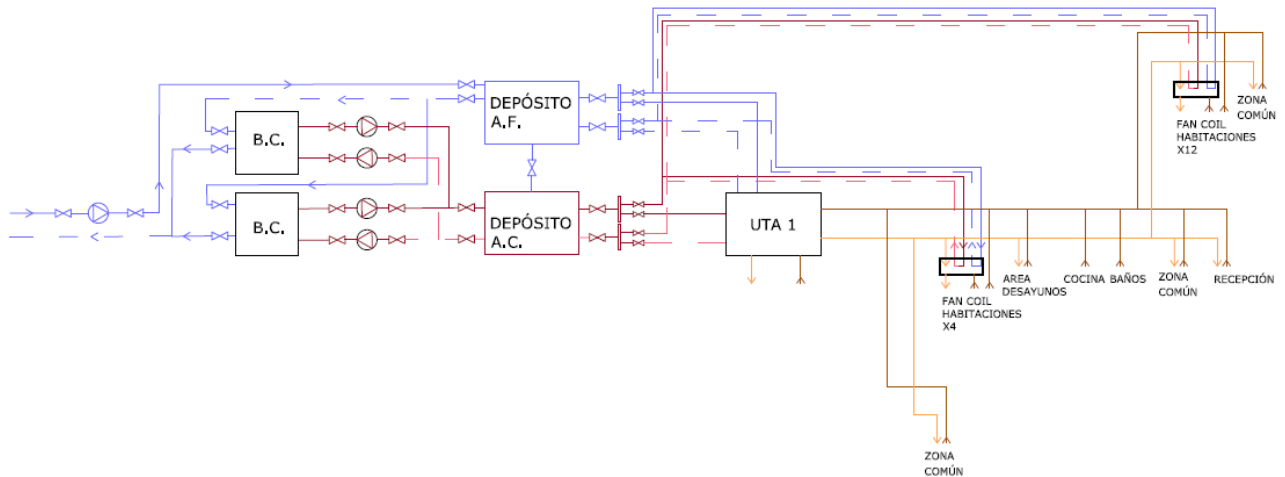 DEPÓSITO
A.F.
B.C.
B.C.
DEPÓSITO
A.C.
UTA 1
FAN COIL
HABITACIONES
X12
ZONA
COMÚN
FAN COIL
HABITACIONES
X4
AREA
DESAYUNOS
COCINA
BAÑOS
ZONA
COMÚN
RECEPCIÓN
ZONA
COMÚN